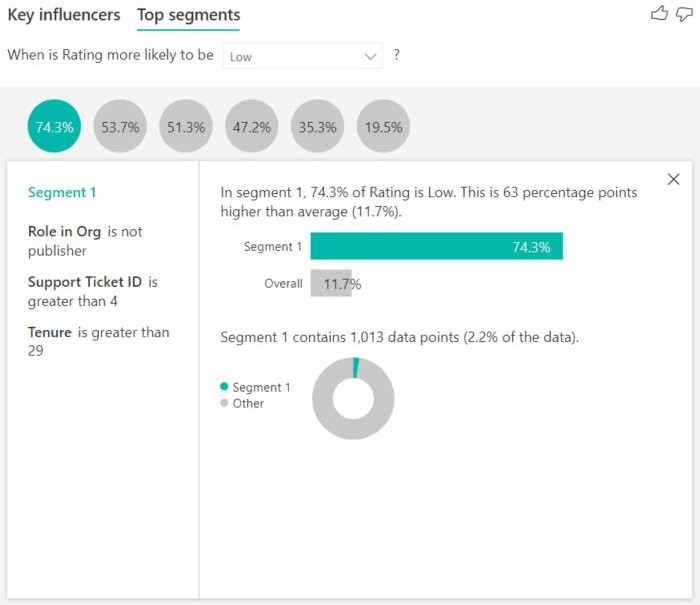 Key influencers Top segments
When is Rating more likely to be Low ?
74.3% 53.7% 51.3% 47.2% 35.3% 19.5%
Segment 1
Role in Org is not
publisher
Support Ticket ID is
greater than 4
Tenure is greater than
29
In segment 1, 74.3% of Rating is Low. This is 63 percentage points
higher than average (11.7%).
Segment 1 74.3%
Overall 11.7%
Segment 1 contains 1,013 data points (2.2% of the data).
Segment 1
Other